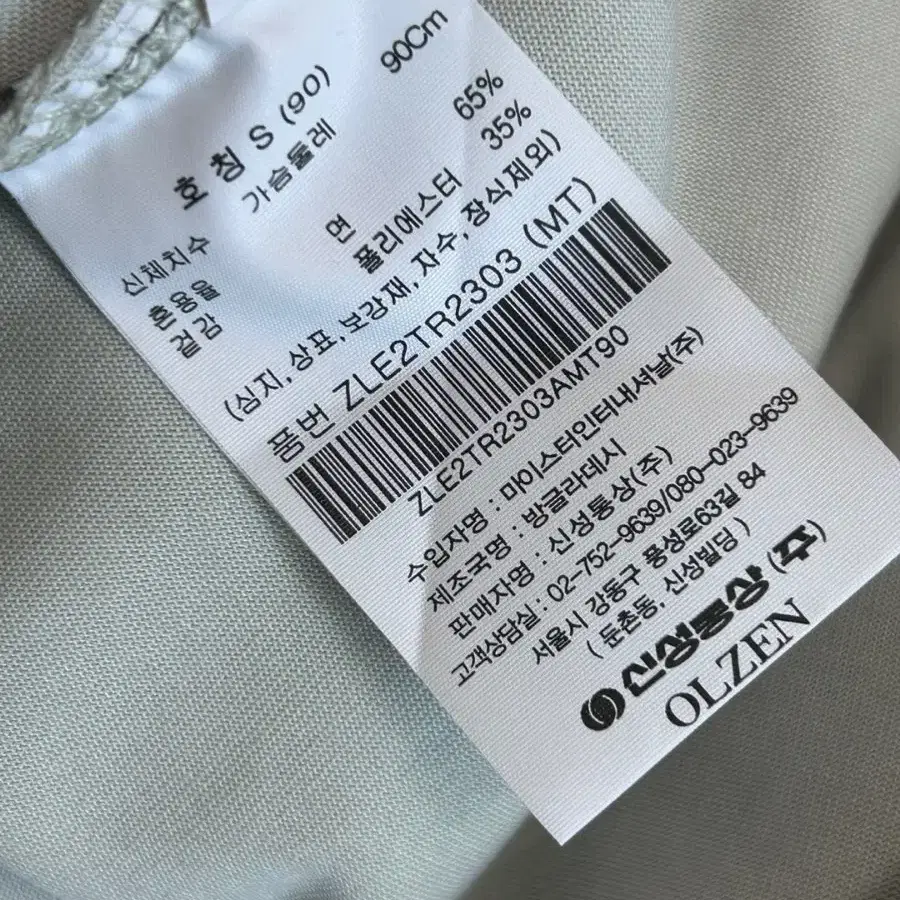 호칭 S (90)
신체치수 가슴둘레 90Cm
혼용율
겉감 면 65%
폴리에스터 35%
(심지,상표,보강재,자수,장식제외)
품번 ZLE2TR2303 (MT)
ZLE2TR2303AMT90
수입자명 : 마이스터인터내셔날(주)
제조국명 : 방글라데시
판매자명 : 신성통상(주)
고객상담실 : 02-752-9639/080-023-9639
서울시 강동구 풍성로63길 84
( 둔촌동, 신성빌딩 )
신성통상(주)
OLZEN